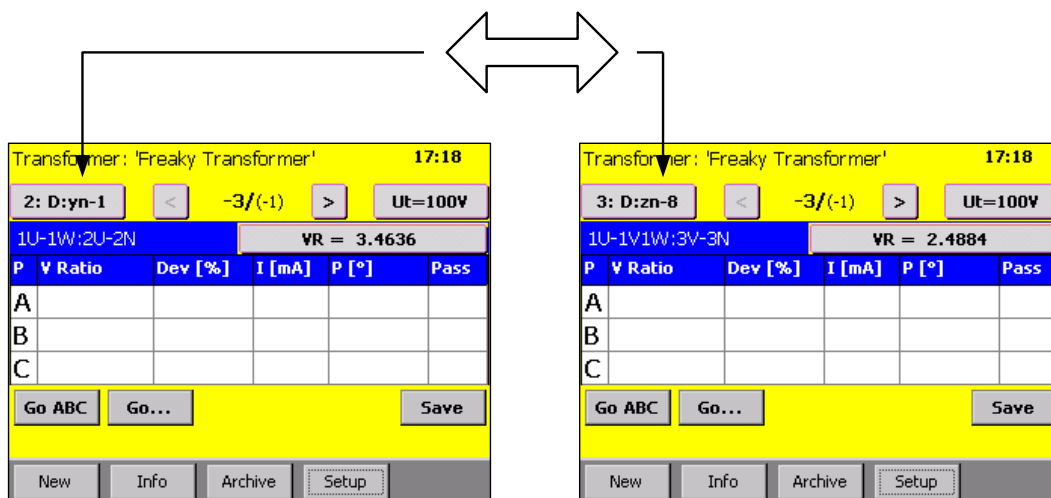 Transformer: 'Freaky Transformer' 17:18
2: D:yn-1 < -3/(-1) > Ut=100V
1U-1W:2U-2N VR = 3.4636
P V Ratio Dev [%] I [mA] P [°] Pass
A
B
C
Go ABC Go... Save
New Info Archive Setup
Transformer: 'Freaky Transformer' 17:18
3: D:zn-8 < -3/(-1) > Ut=100V
1U-1V1W:3V-3N VR = 2.4884
P V Ratio Dev [%] I [mA] P [°] Pass
A
B
C
Go ABC Go... Save
New Info Archive Setup